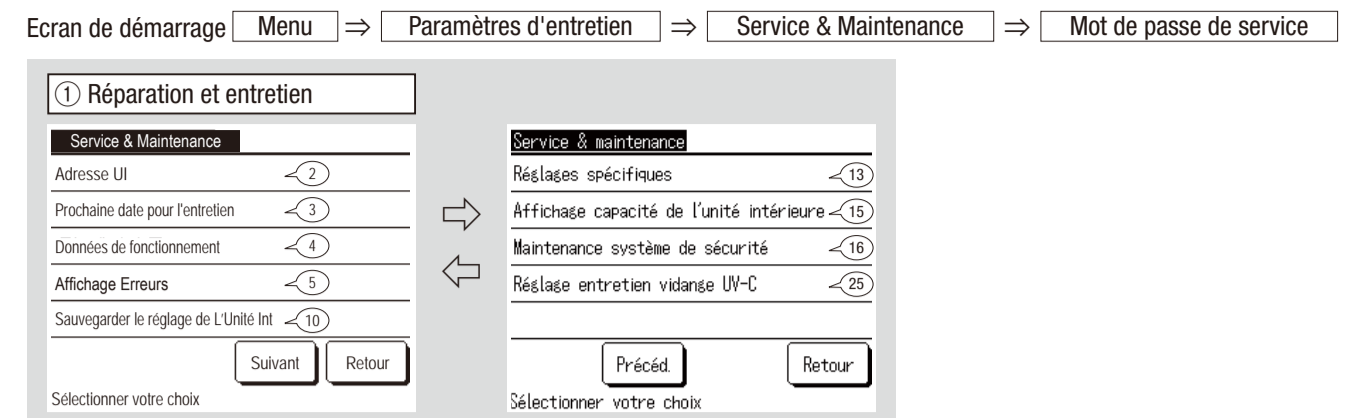 Ecran de démarrage Menu ⇒ Paramètres d'entretien ⇒ Service & Maintenance ⇒ Mot de passe de service
① Réparation et entretien
Service & Maintenance
Adresse UI 2
Prochaine date pour l'entretien 3
Données de fonctionnement 4
Affichage Erreurs 5
Sauvegarder le réglage de L'Unité Int 10
Suivant Retour
Sélectionner votre choix
Service & maintenance
Réglages spécifiques 13
Affichage capacité de l'unité intérieure 15
Maintenance système de sécurité 16
Réglage entretien vidange UV-C 25
Précéd. Retour
Sélectionner votre choix